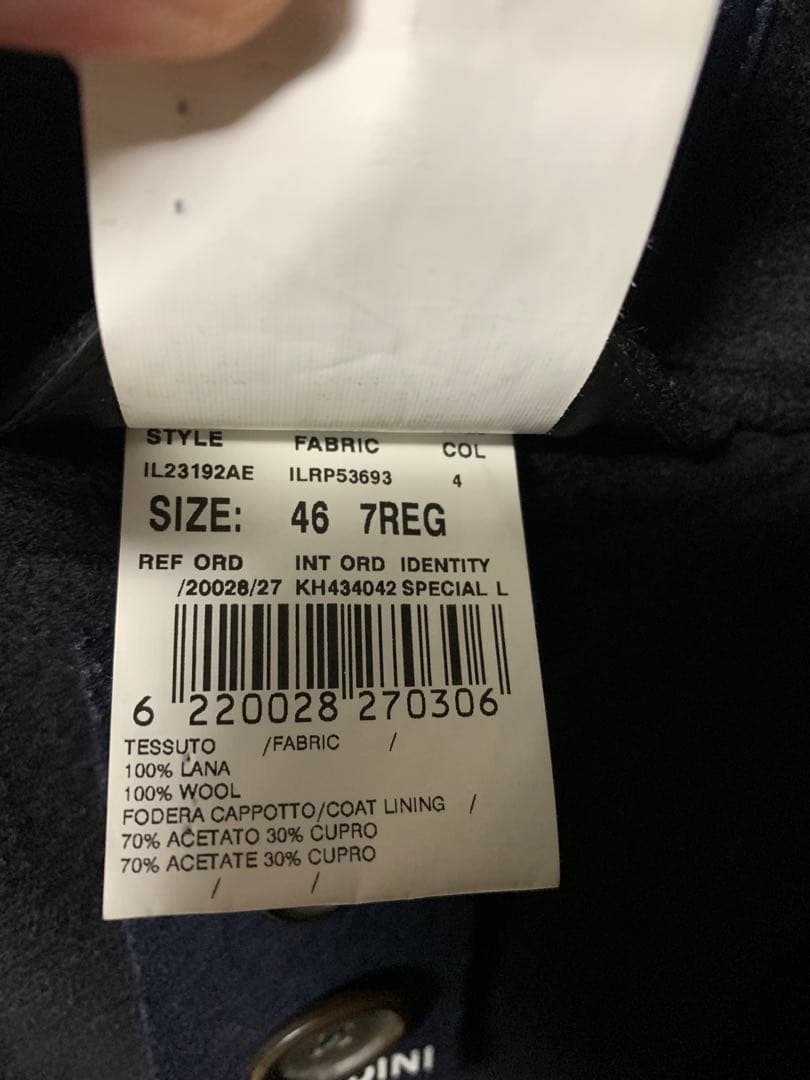 STYLE FABRIC COL
IL23192AE ILRP53693 4
SIZE: 46 7REG
REF ORD INT ORD IDENTITY
/20028/27 KH434042 SPECIAL L
6 220028 270306
TESSUTO /FABRIC /
100% LANA
100% WOOL
FODERA CAPPOTTO/COAT LINING /
70% ACETATO 30% CUPRO
70% ACETATE 30% CUPRO
/ /
DINI